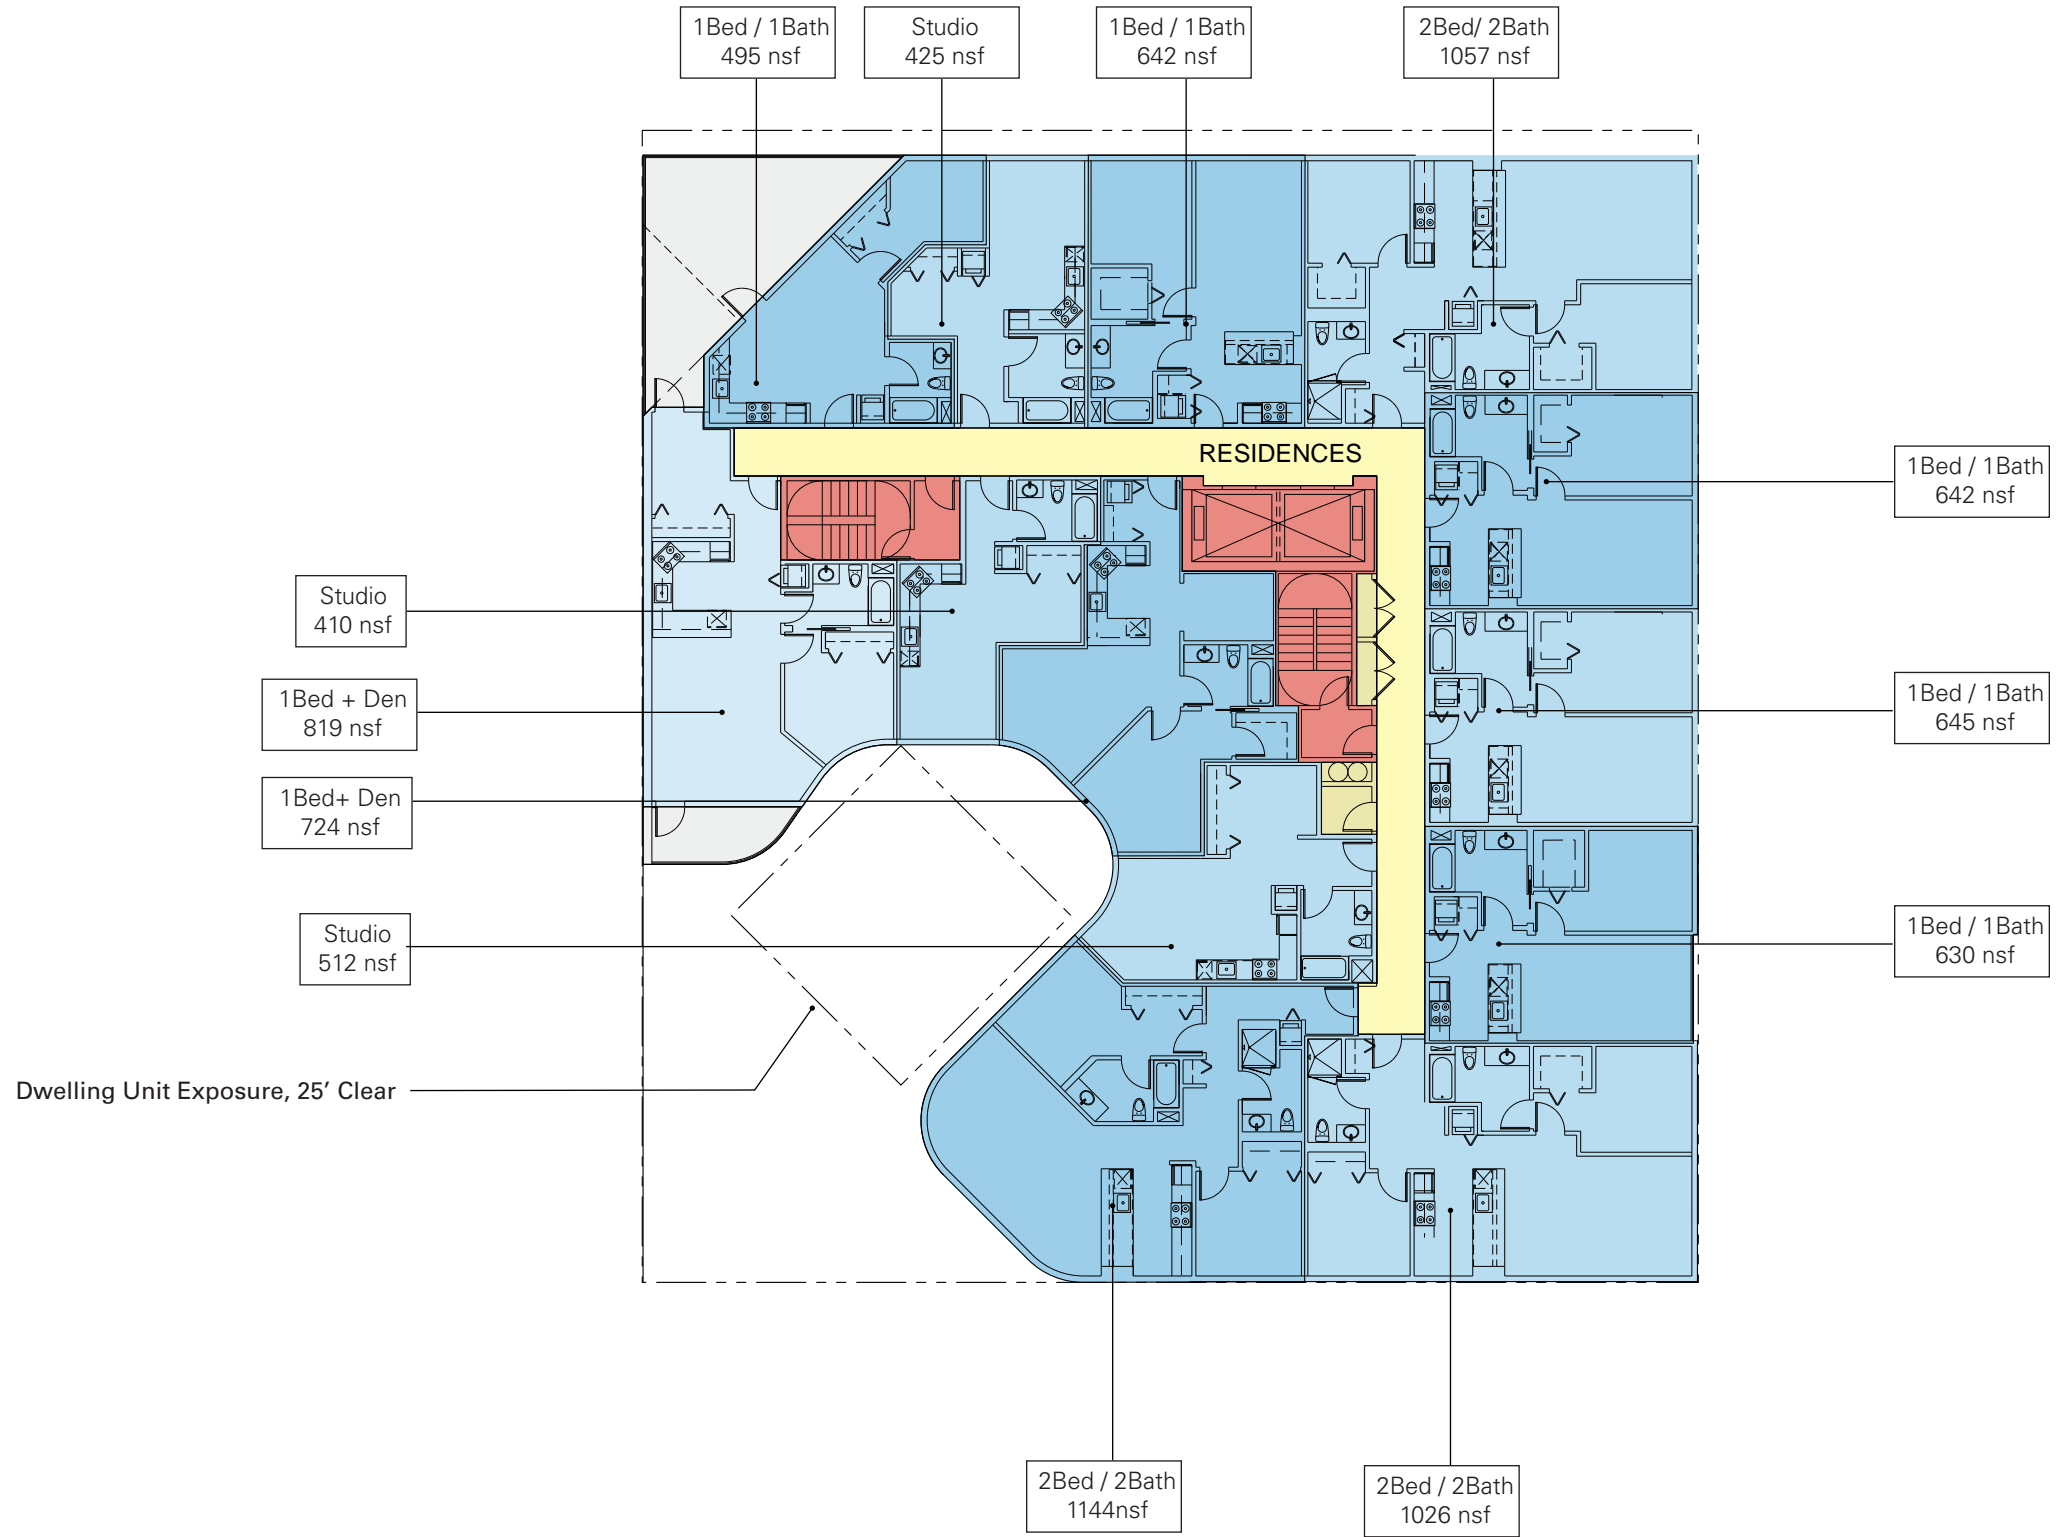 1Bed / 1Bath
495 nsf
Studio
425 nsf
1Bed / 1Bath
642 nsf
2Bed/ 2Bath
1057 nsf
RESIDENCES
1Bed / 1Bath
642 nsf
Studio
410 nsf
1Bed + Den
819 nsf
1Bed / 1Bath
645 nsf
1Bed+ Den
724 nsf
Studio
512 nsf
1Bed / 1Bath
630 nsf
Dwelling Unit Exposure, 25’ Clear
2Bed / 2Bath
1144nsf
2Bed / 2Bath
1026 nsf